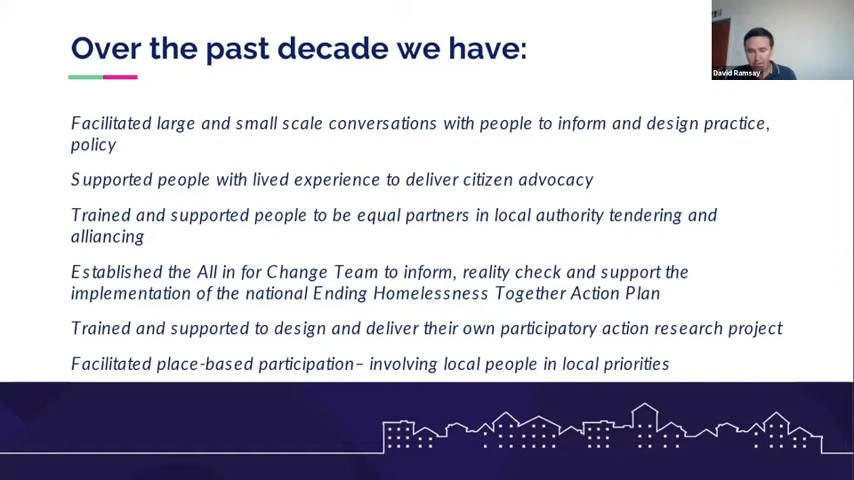 Over the past decade we have:
David Ramsay
Facilitated large and small scale conversations with people to inform and design practice,
policy
Supported people with lived experience to deliver citizen advocacy
Trained and supported people to be equal partners in local authority tendering and
alliancing
Established the All in for Change Team to inform, reality check and support the
implementation of the national Ending Homelessness Together Action Plan
Trained and supported to design and deliver their own participatory action research project
Facilitated place-based participation– involving local people in local priorities